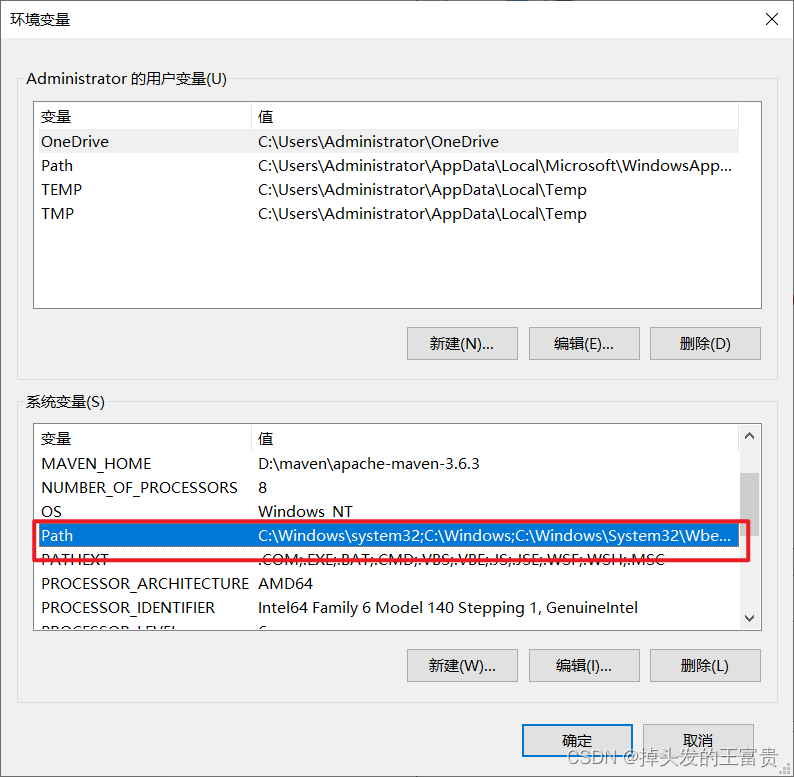 环境变量
Administrator 的用户变量(U)
变量 值
OneDrive C:\Users\Administrator\OneDrive
Path C:\Users\Administrator\AppData\Local\Microsoft\WindowsApp...
TEMP C:\Users\Administrator\AppData\Local\Temp
TMP C:\Users\Administrator\AppData\Local\Temp
新建(N)... 编辑(E)... 删除(D)
系统变量(S)
变量 值
MAVEN_HOME D:\maven\apache-maven-3.6.3
NUMBER_OF_PROCESSORS 8
OS Windows_NT
Path C:\Windows\system32;C:\Windows;C:\Windows\System32\Wbe...
PATHEXT .COM;.EXE;.BAT;.CMD;.VBS;.VBE;.JS;.JSE;.WSF;.WSH;.MSC
PROCESSOR_ARCHITECTURE AMD64
PROCESSOR_IDENTIFIER Intel64 Family 6 Model 140 Stepping 1, GenuineIntel
PROCESSOR_LEVEL 6
新建(W)... 编辑(I)... 删除(L)
确定 取消
CSDN @掉头发的王富贵